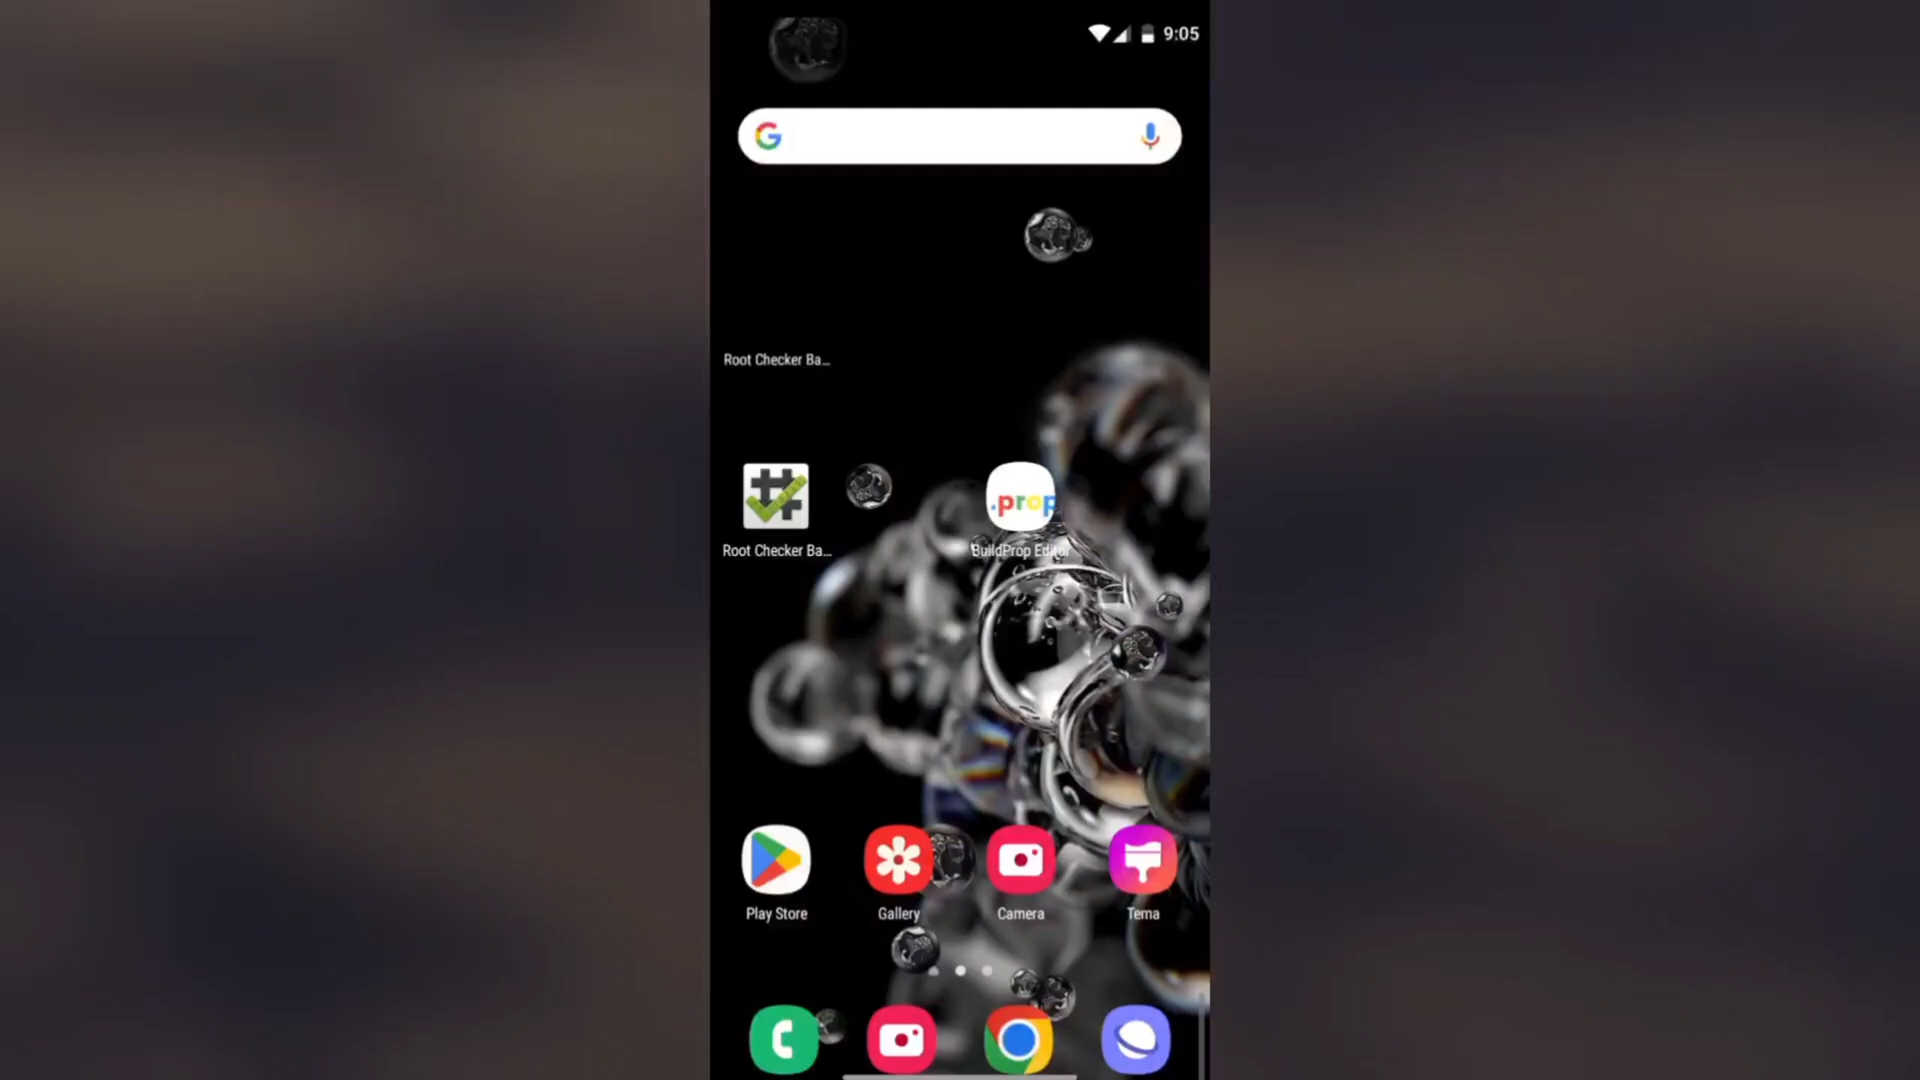 9:05
Root Checker Ba...
.prop
Root Checker Ba...
BuildProp Editor
Play Store
Gallery
Camera
Tema